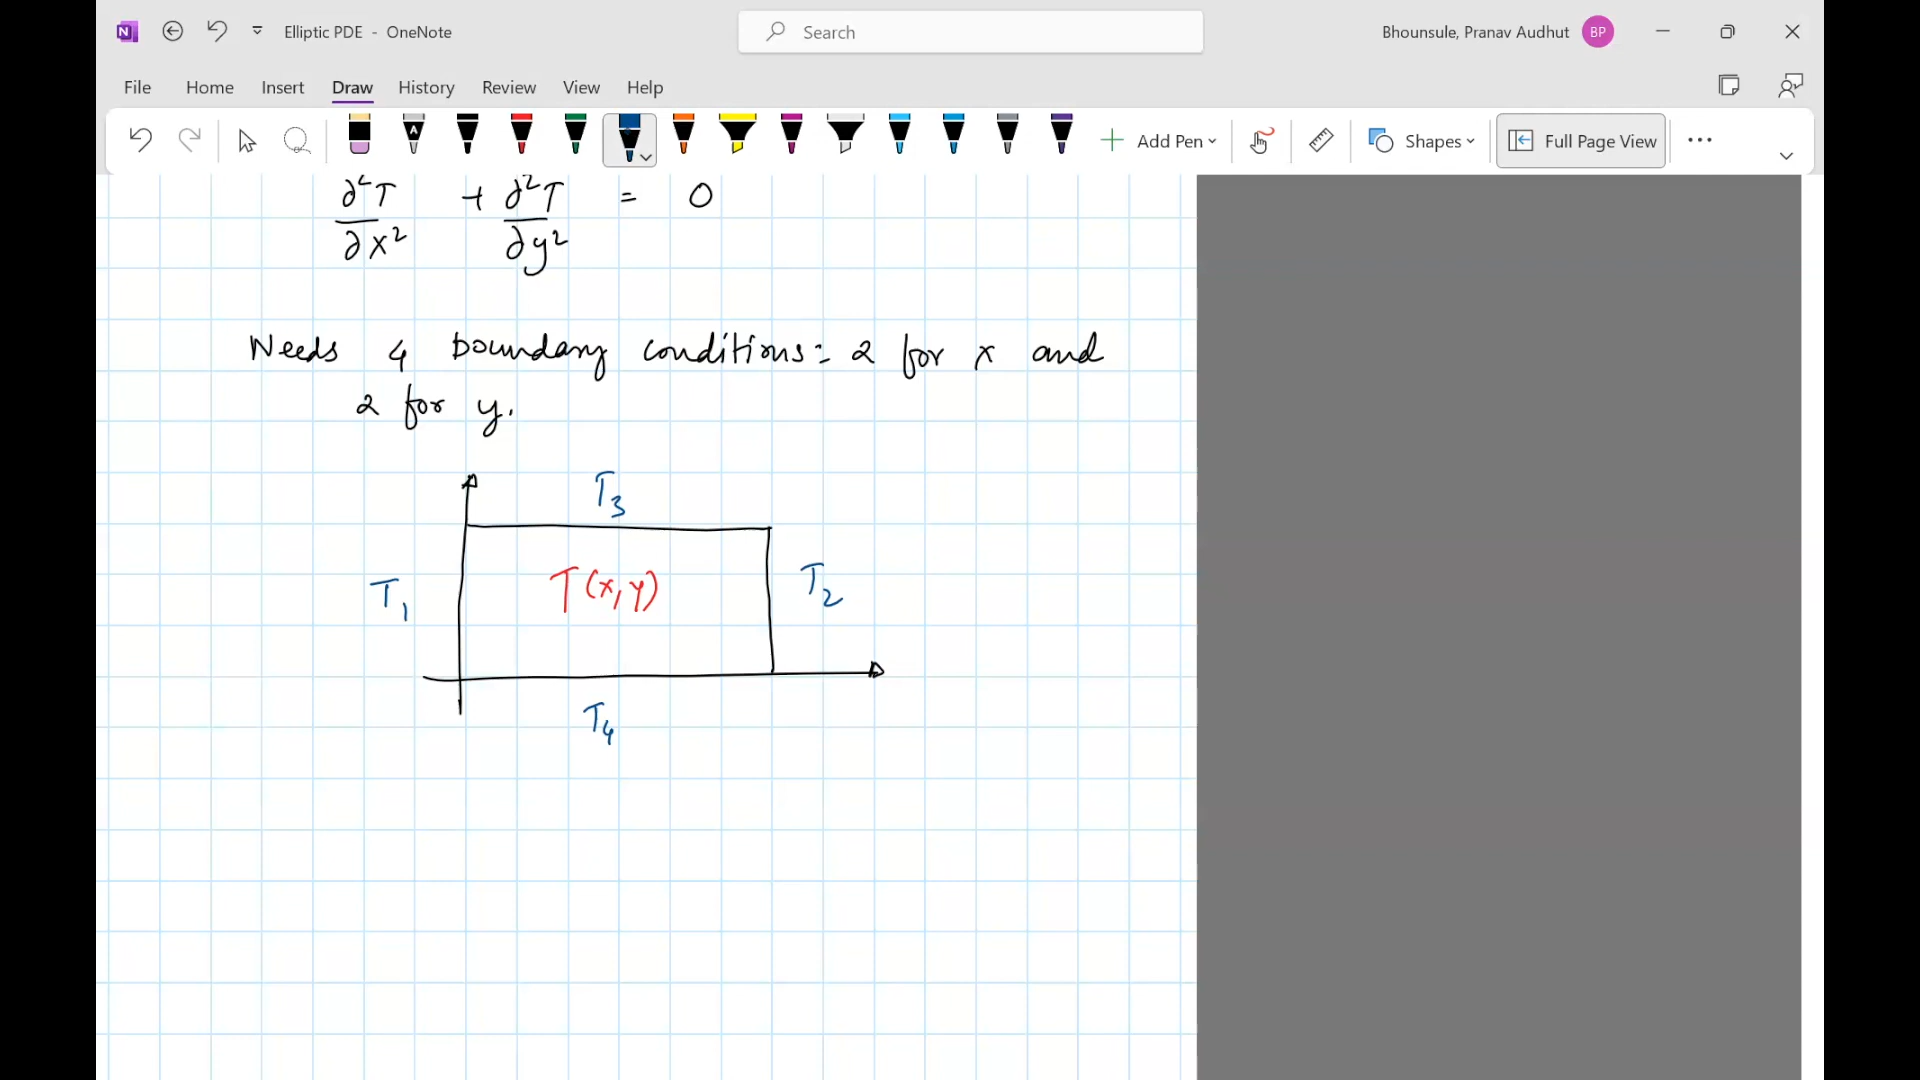 Elliptic PDE - OneNote
Search
Bhounsule, Pranav Audhut BP
File Home Insert Draw History Review View Help
A Add Pen Shapes Full Page View
∂²T/∂x² + ∂²T/∂y² = 0
Needs 4 boundary conditions: 2 for x and
2 for y.
T₃
T₁ T(x,y) T₂
T₄